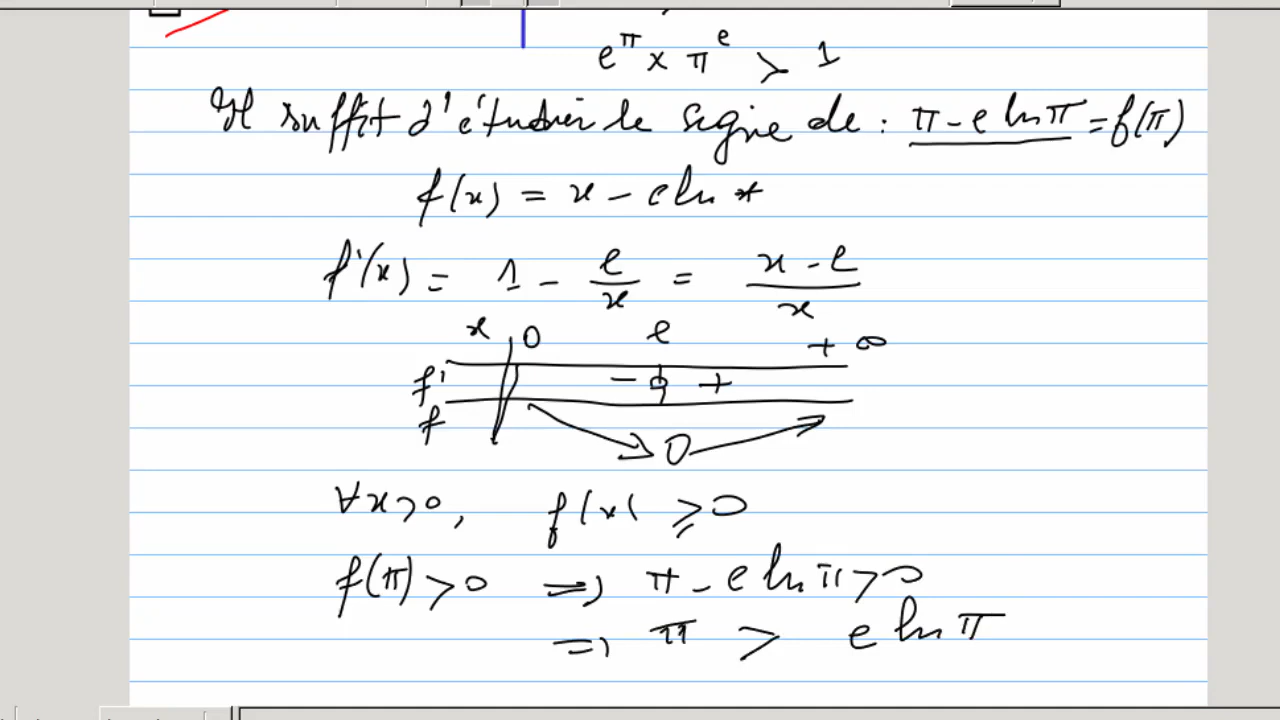 e^π × π^e > 1
Il suffit d'étudier le signe de : π - e ln π = f(π)
f(x) = x - e ln x
f'(x) = 1 - e/x = (x - e)/x
x 0 e + ∞
f' - 0 +
f 0
∀x>0, f(x( ≥ 0
f(π) > 0 ⇒ π - e ln π > 0
⇒ π > e ln π